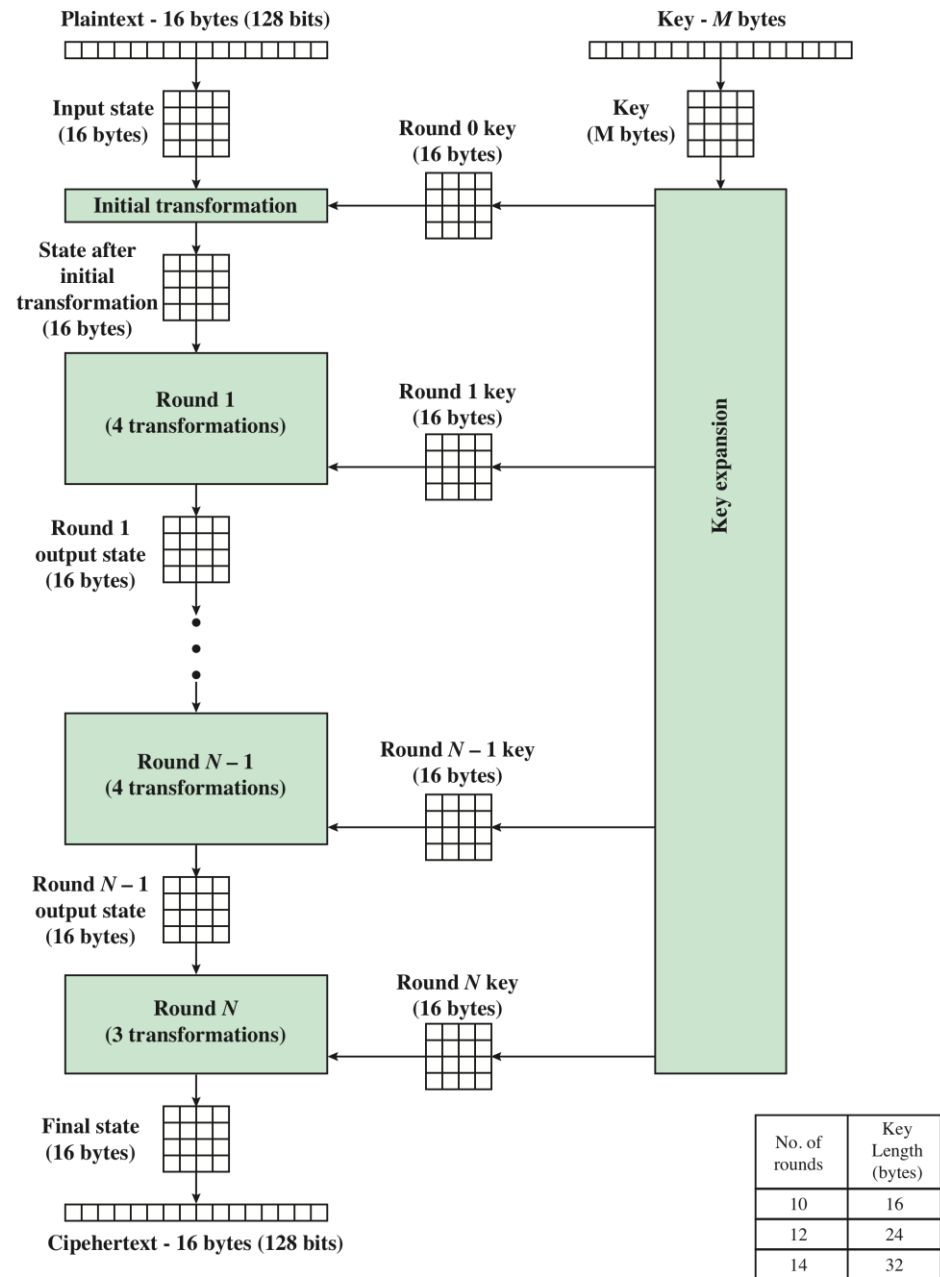 Plaintext - 16 bytes (128 bits)
Key - M bytes
Input state
(16 bytes)
Key
(M bytes)
Round 0 key
(16 bytes)
Initial transformation
State after
initial
transformation
(16 bytes)
Round 1
(4 transformations)
Round 1 key
(16 bytes)
Key expansion
Round 1
output state
(16 bytes)
Round N – 1
(4 transformations)
Round N – 1 key
(16 bytes)
Round N – 1
output state
(16 bytes)
Round N
(3 transformations)
Round N key
(16 bytes)
Final state
(16 bytes)
Cipehertext - 16 bytes (128 bits)
No. of
rounds
Key
Length
(bytes)
10 16
12 24
14 32